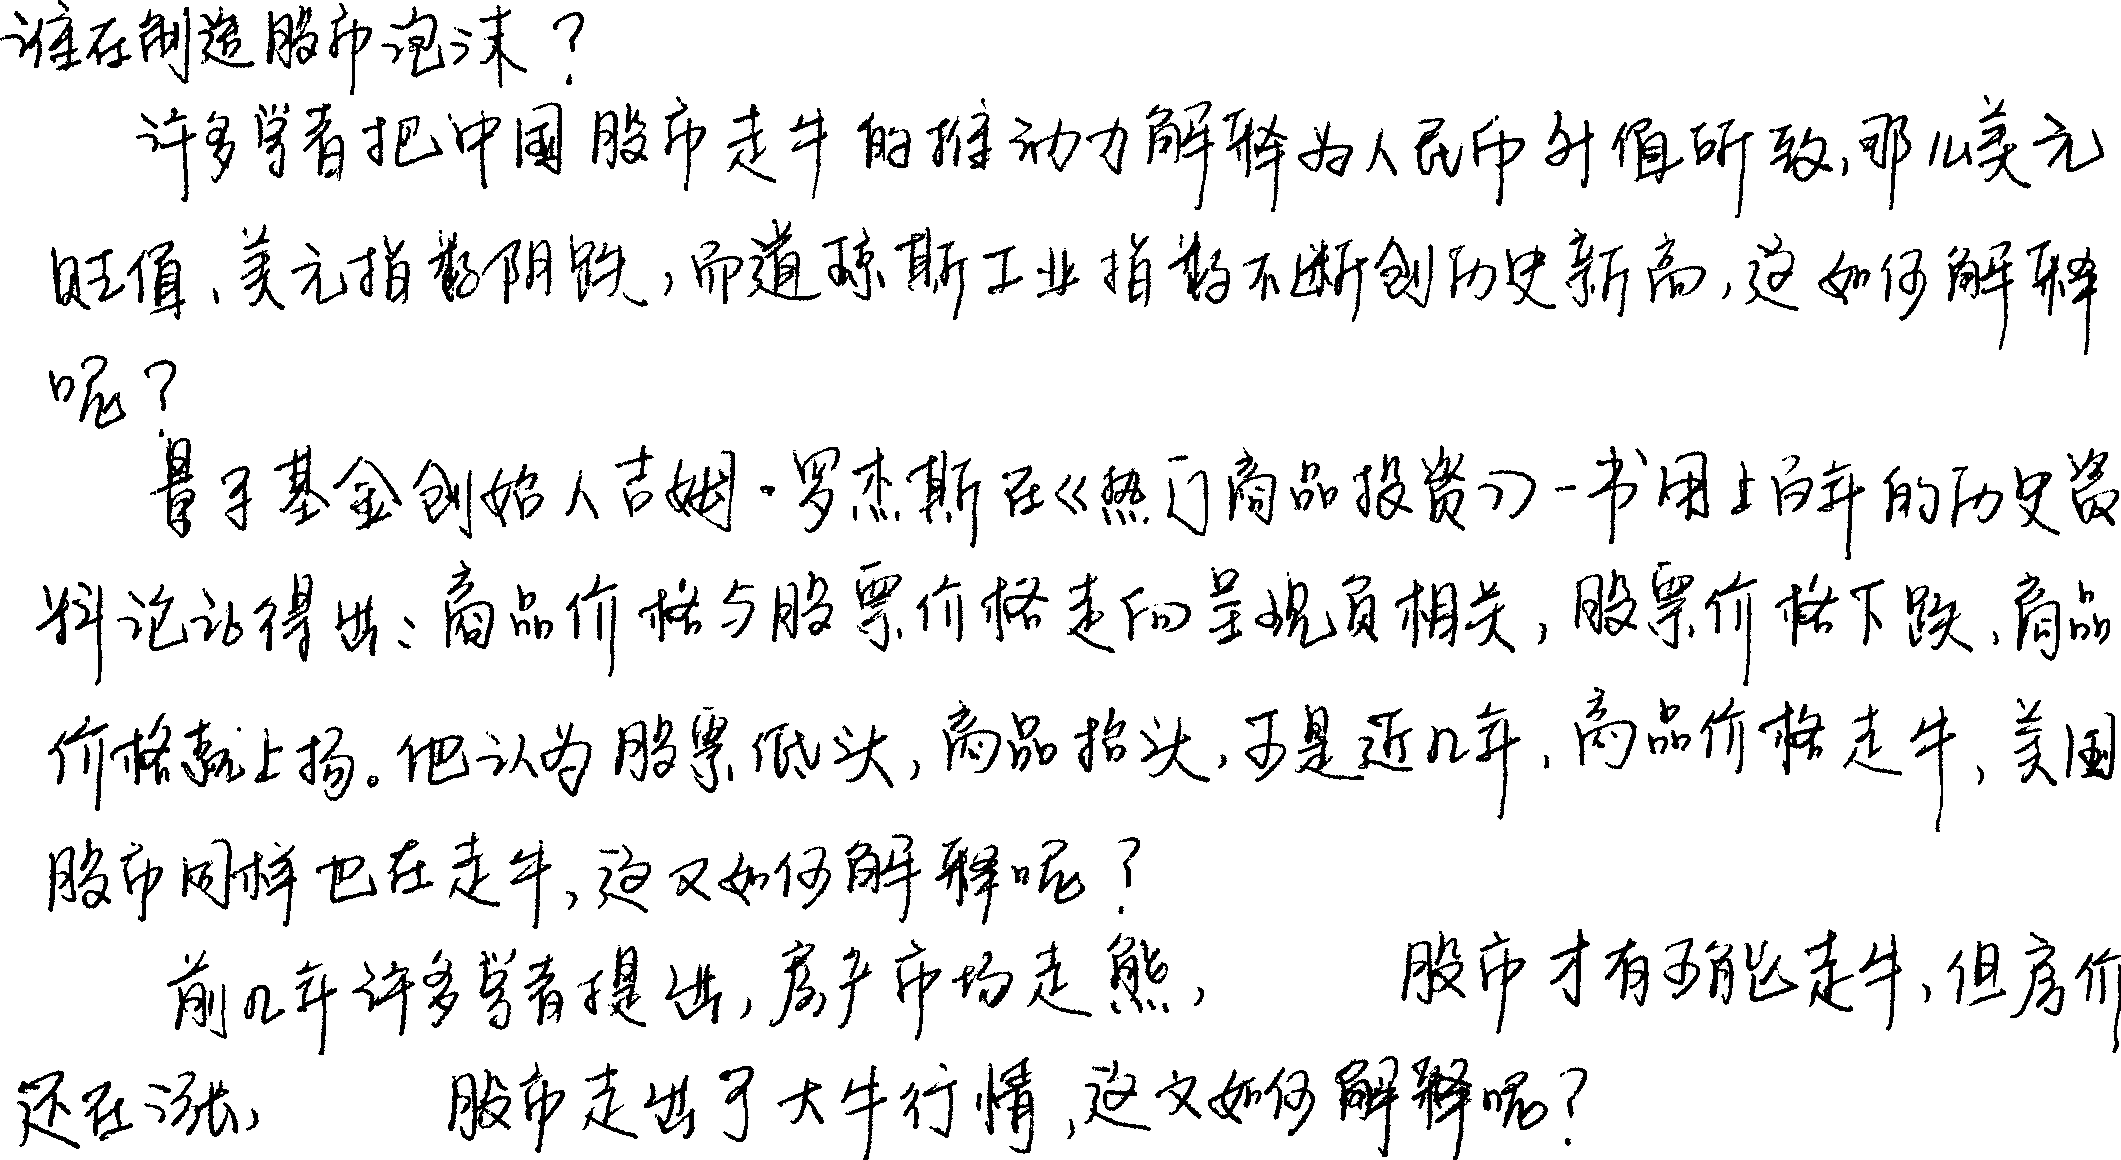 谁在制造股市泡沫？
许多学者把中国股市走牛的推动力解释为人民币升值所致,那么美元
贬值、美元指数阴跌,而道琼斯工业指数不断创历史新高,这如何解释
呢？
量子基金创始人吉姆·罗杰斯在《热门商品投资》一书用上百年的历史资
料论证得出:商品价格与股票价格走向呈现负相关,股票价格下跌,商品
价格就上扬。他认为股票低头,商品抬头,可是近几年,商品价格走牛,美国
股市同样也在走牛,这又如何解释呢？
前几年许多学者提出,房产市场走熊, 股市才有可能走牛,但房价
还在涨, 股市走出了大牛行情,这又如何解释呢？